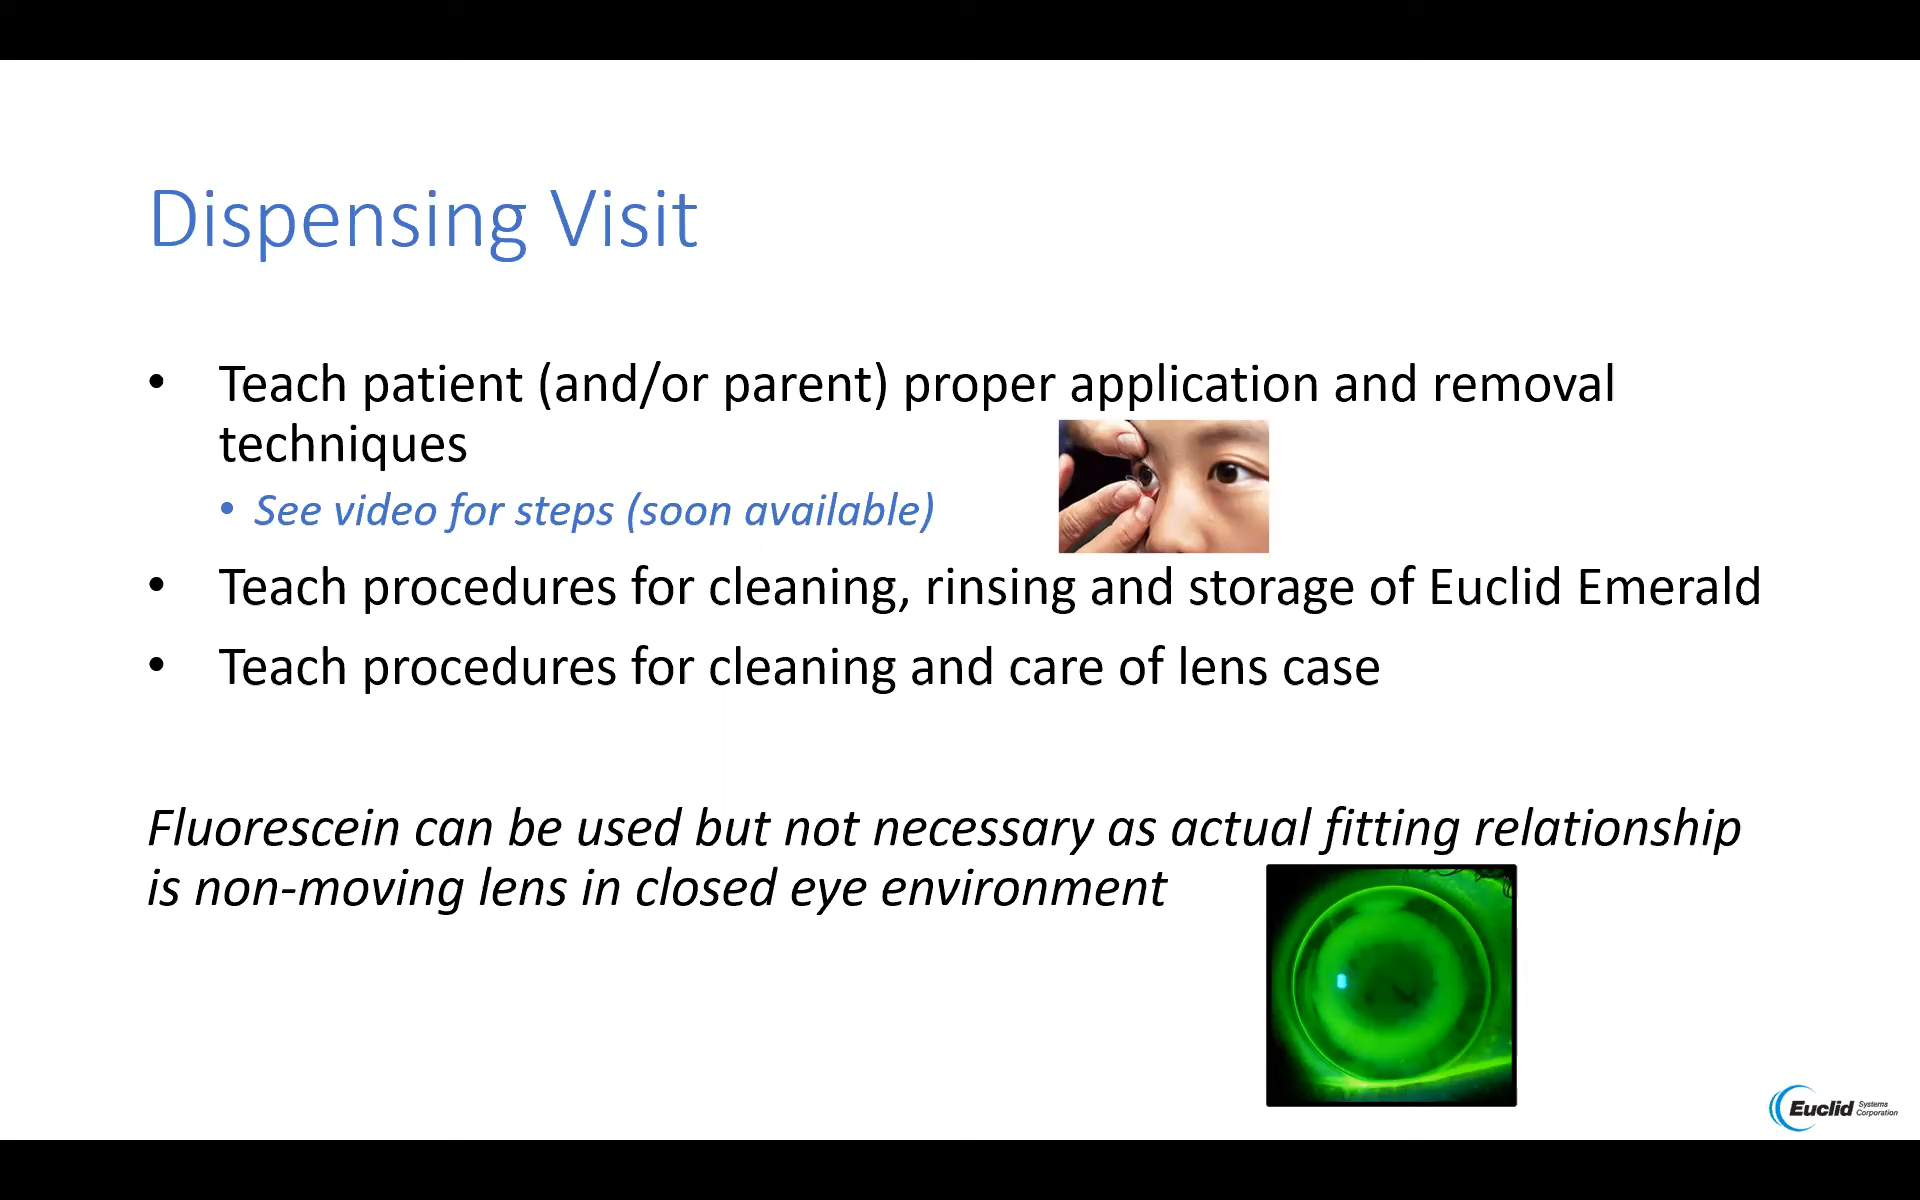 Dispensing Visit
• Teach patient (and/or parent) proper application and removal
techniques
• See video for steps (soon available)
• Teach procedures for cleaning, rinsing and storage of Euclid Emerald
• Teach procedures for cleaning and care of lens case
Fluorescein can be used but not necessary as actual fitting relationship
is non-moving lens in closed eye environment
Euclid Systems
Corporation